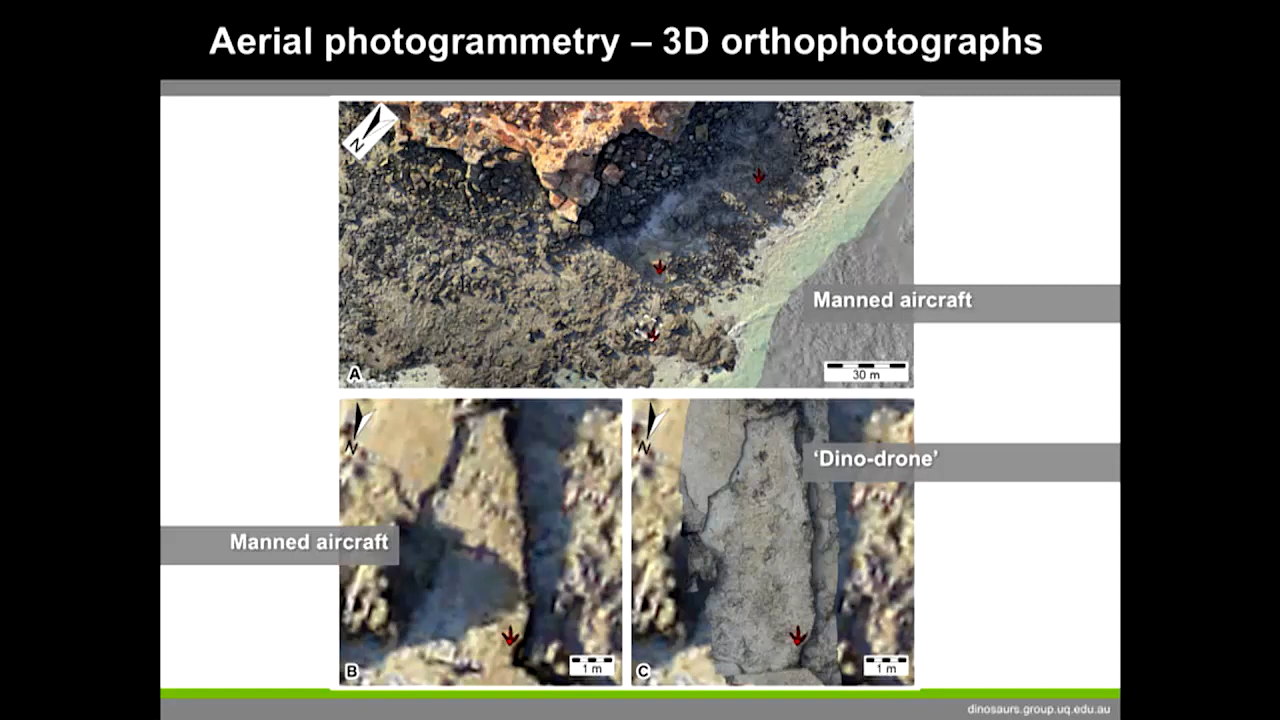 Aerial photogrammetry – 3D orthophotographs
N
Manned aircraft
A
30 m
N
N
‘Dino-drone’
Manned aircraft
B
1 m
C
1 m
dinosaurs.group.uq.edu.au